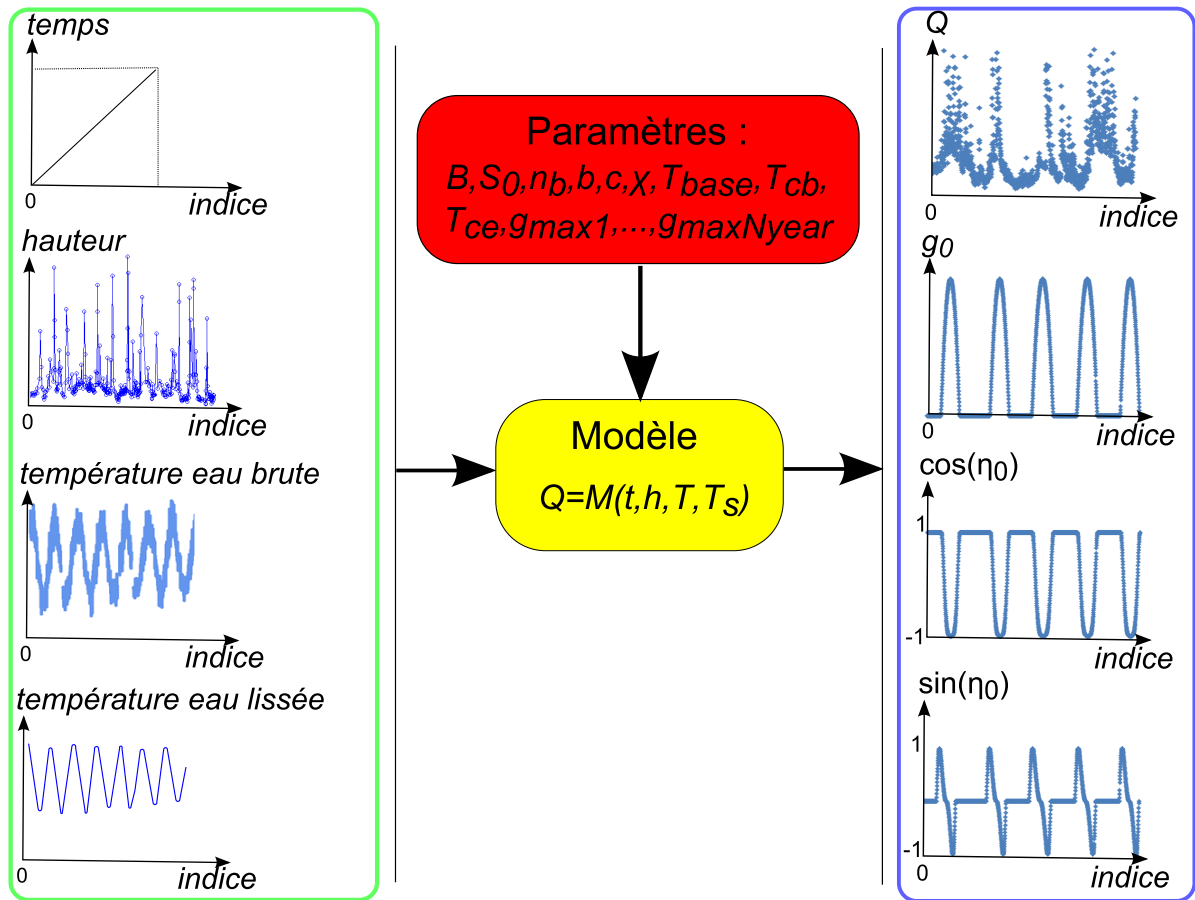 temps
0
indice
hauteur
0
indice
température eau brute
0
indice
température eau lissée
0
indice
Paramètres :
B,S0,nb,b,c,χ,Tbase,Tcb,
Tce,gmax1,...,gmaxNyear
Modèle
Q=M(t,h,T,Ts)
Q
0
indice
g0
0
indice
cos(η0)
1
-1
indice
sin(η0)
1
-1
0
indice